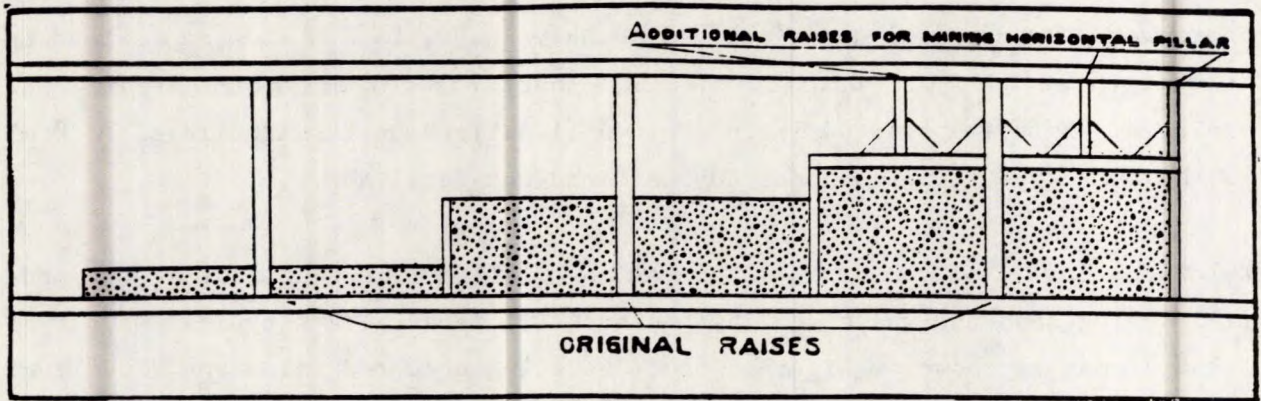 ADDITIONAL RAISES FOR MINING HORIZONTAL PILLAR
ORIGINAL RAISES